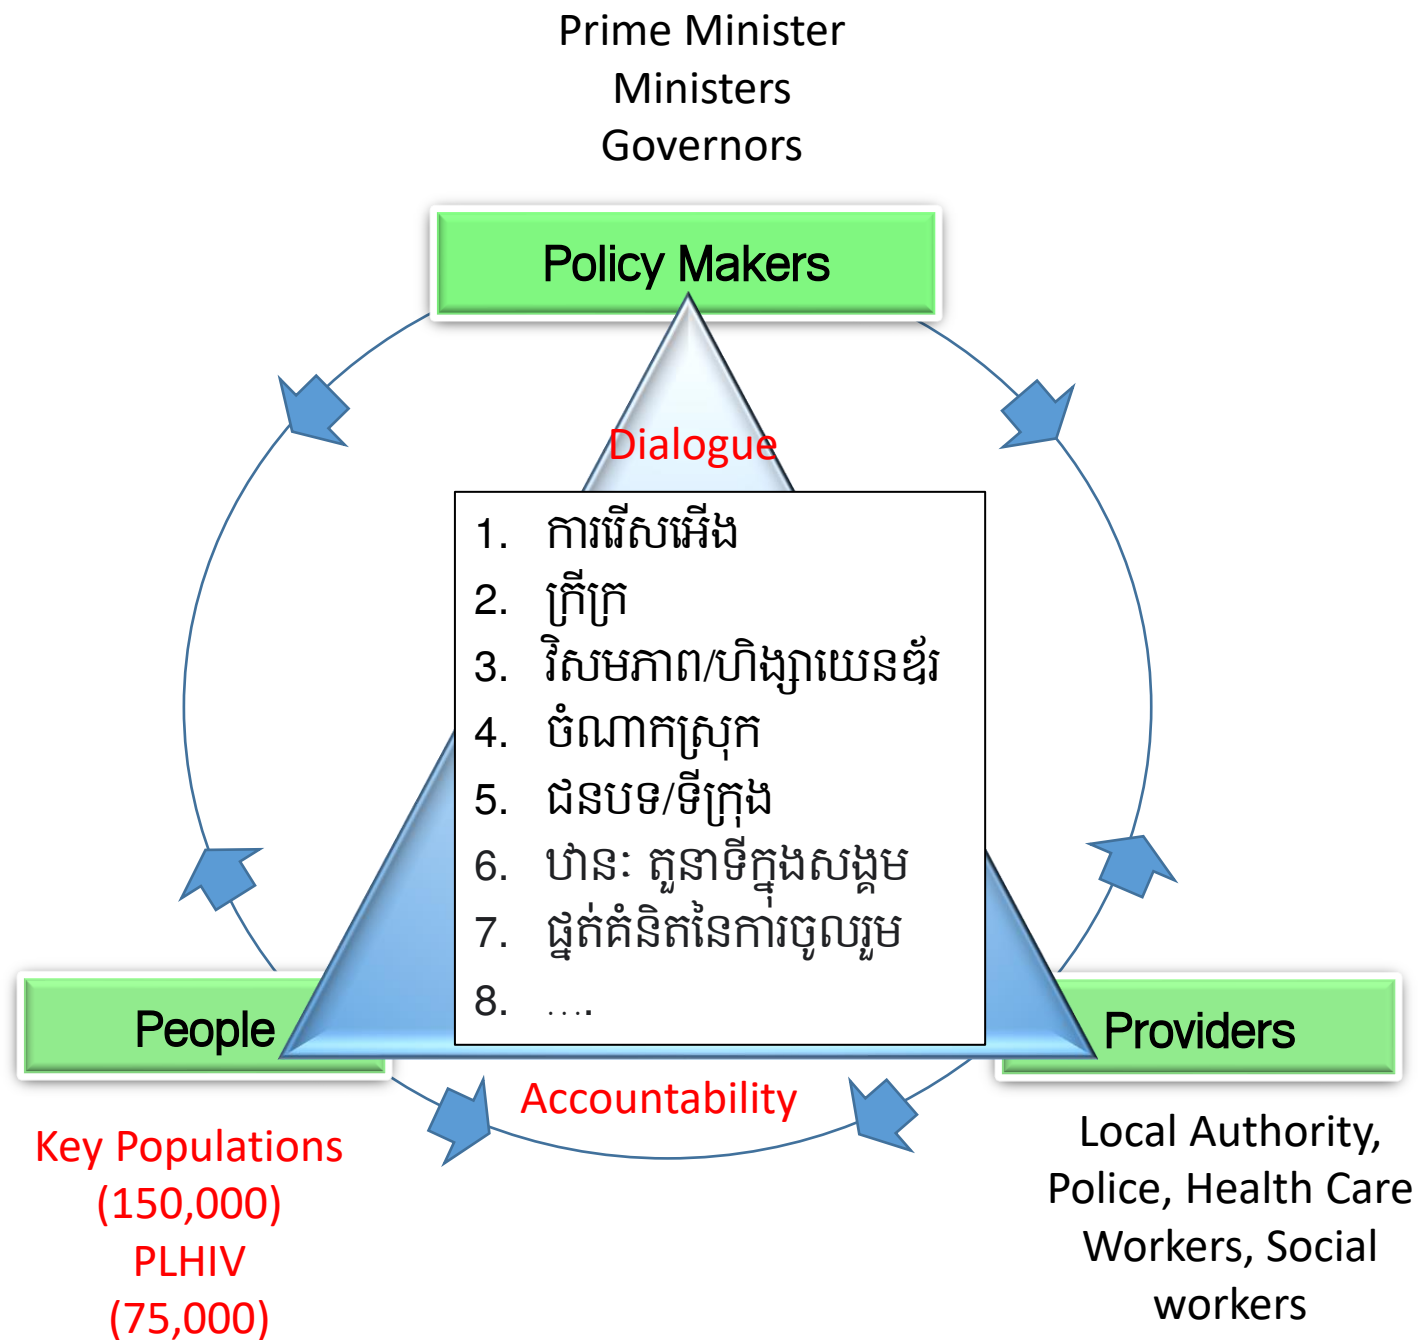 Prime Minister
Ministers
Governors
Policy Makers
Dialogue
1. ការរើសអើង
2. ក្រីក្រ
3. វិសមភាព/ហិង្សាយេនឌ័រ
4. ចំណាកស្រុក
5. ជនបទ/ទីក្រុង
6. ឋានៈ តួនាទីក្នុងសង្គម
7. ផ្នត់គំនិតនៃការចូលរួម
8. ….
People
Providers
Accountability
Key Populations
(150,000)
PLHIV
(75,000)
Local Authority,
Police, Health Care
Workers, Social
workers